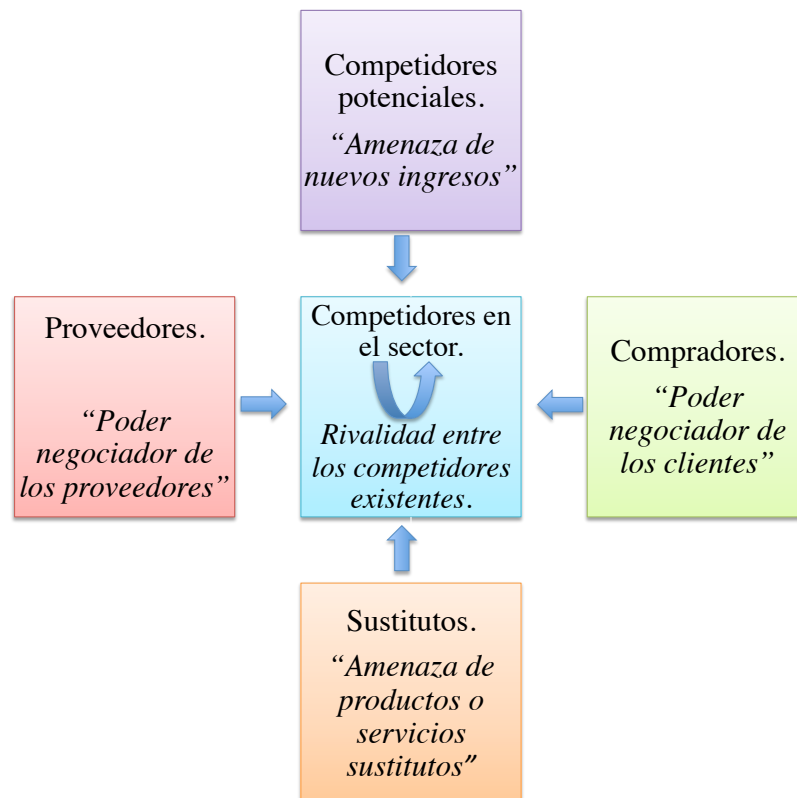 Competidores
potenciales.
“Amenaza de
nuevos ingresos”
Proveedores.
“Poder
negociador de
los proveedores”
Competidores en
el sector.
Rivalidad entre
los competidores
existentes.
Compradores.
“Poder
negociador de
los clientes”
Sustitutos.
“Amenaza de
productos o
servicios
sustitutos”